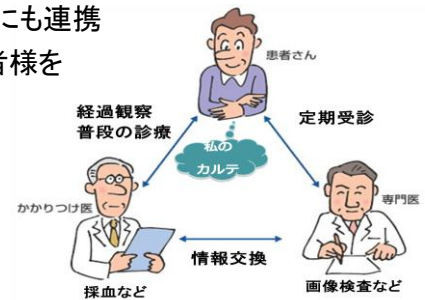 にも連携
者様を
患者さん
経過観察
普段の診療
定期受診
私の
カルテ
かかりつけ医
専門医
情報交換
採血など
画像検査など